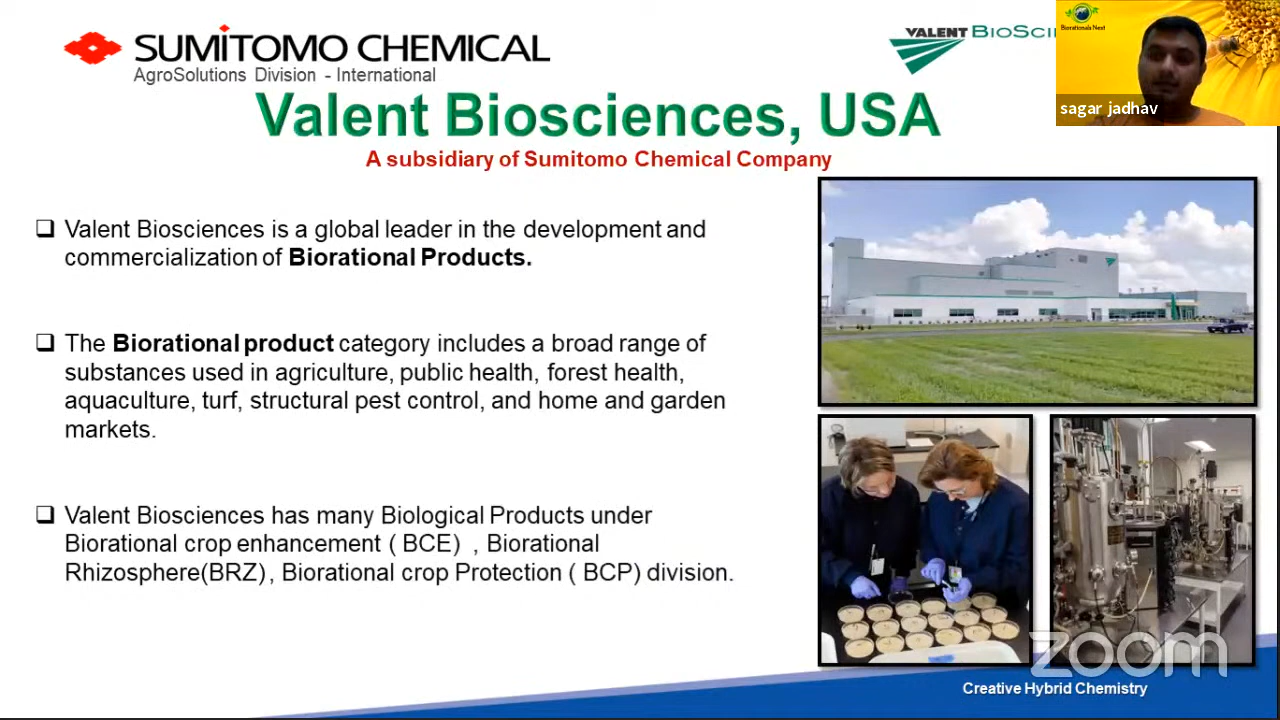 SUMITOMO CHEMICAL
AgroSolutions Division - International
VALENT BIOSCI
Biorationals Next
sagar jadhav
Valent Biosciences, USA
A subsidiary of Sumitomo Chemical Company
Valent Biosciences is a global leader in the development and
commercialization of Biorational Products.
The Biorational product category includes a broad range of
substances used in agriculture, public health, forest health,
aquaculture, turf, structural pest control, and home and garden
markets.
Valent Biosciences has many Biological Products under
Biorational crop enhancement ( BCE) , Biorational
Rhizosphere(BRZ), Biorational crop Protection ( BCP) division.
zoom
Creative Hybrid Chemistry